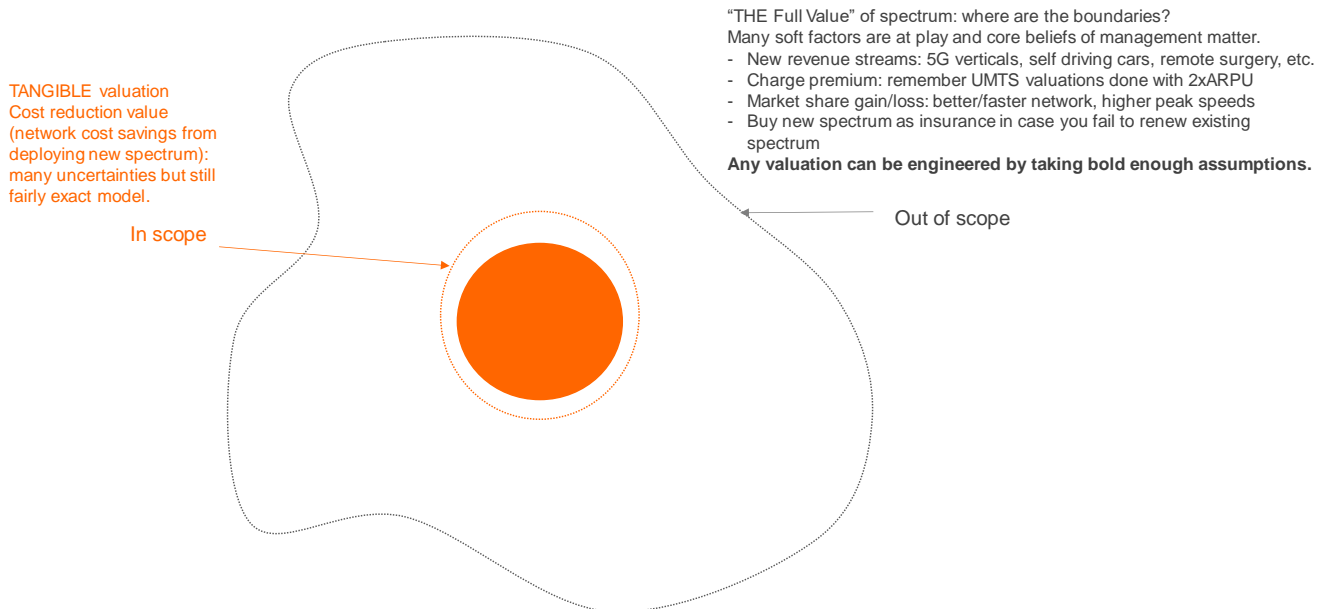 “THE Full Value” of spectrum: where are the boundaries?
Many soft factors are at play and core beliefs of management matter.
- New revenue streams: 5G verticals, self driving cars, remote surgery, etc.
- Charge premium: remember UMTS valuations done with 2xARPU
- Market share gain/loss: better/faster network, higher peak speeds
- Buy new spectrum as insurance in case you fail to renew existing
spectrum
Any valuation can be engineered by taking bold enough assumptions.
TANGIBLE valuation
Cost reduction value
(network cost savings from
deploying new spectrum):
many uncertainties but still
fairly exact model.
In scope
Out of scope